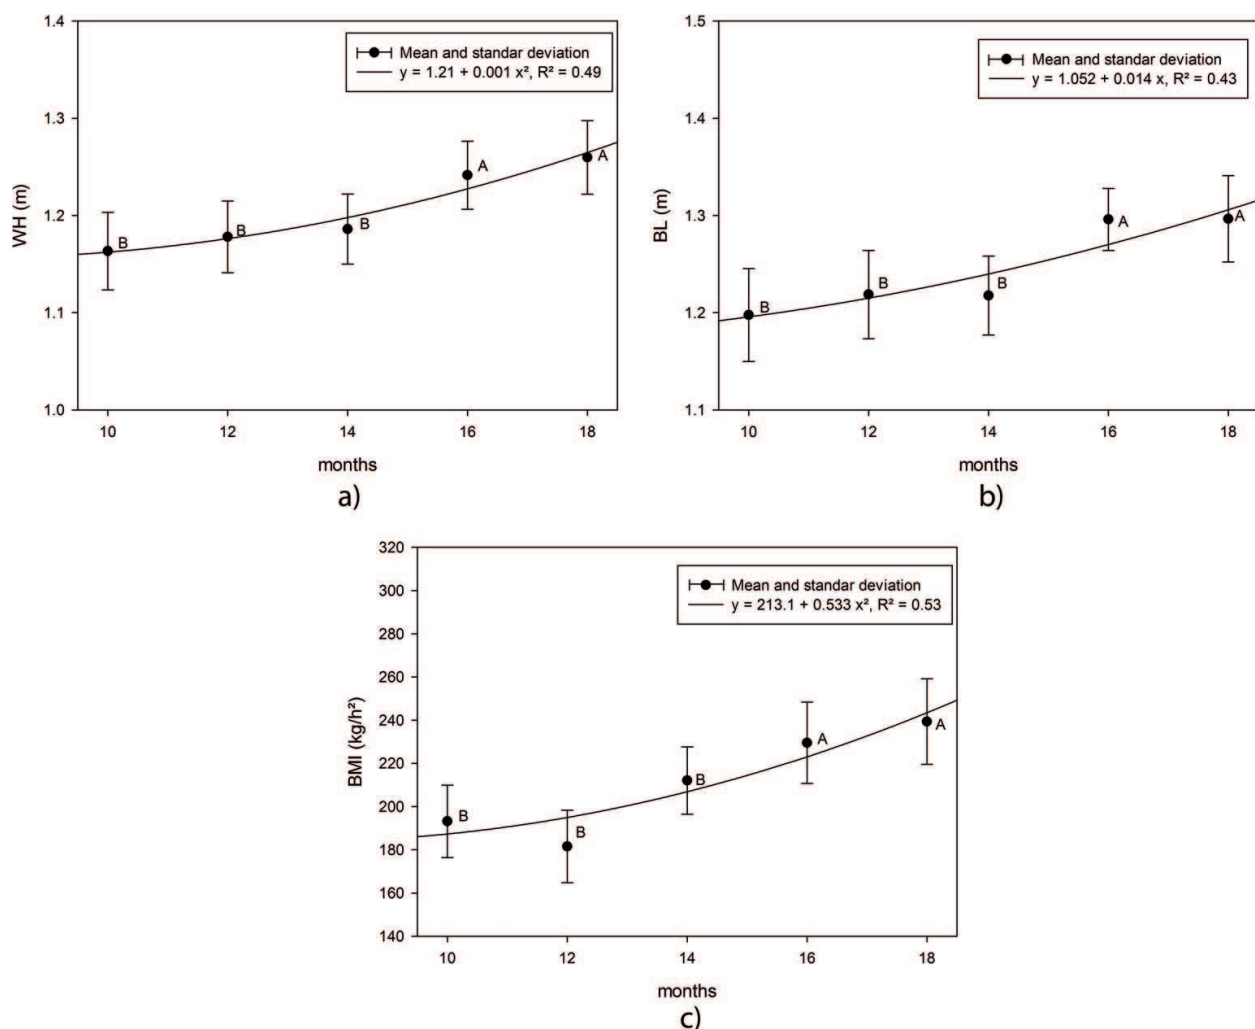 1.4
1.3
1.2
1.1
1.0
WH (m)
Mean and standar deviation
y = 1.21 + 0.001 x², R² = 0.49
B
B
B
A
A
10 12 14 16 18
months
a)
1.5
1.4
1.3
1.2
1.1
BL (m)
Mean and standar deviation
y = 1.052 + 0.014 x, R² = 0.43
B
B
B
A
A
10 12 14 16 18
months
b)
320
300
280
260
240
220
200
180
160
140
BMI (kg/h²)
Mean and standar deviation
y = 213.1 + 0.533 x², R² = 0.53
B
B
B
A
A
10 12 14 16 18
months
c)